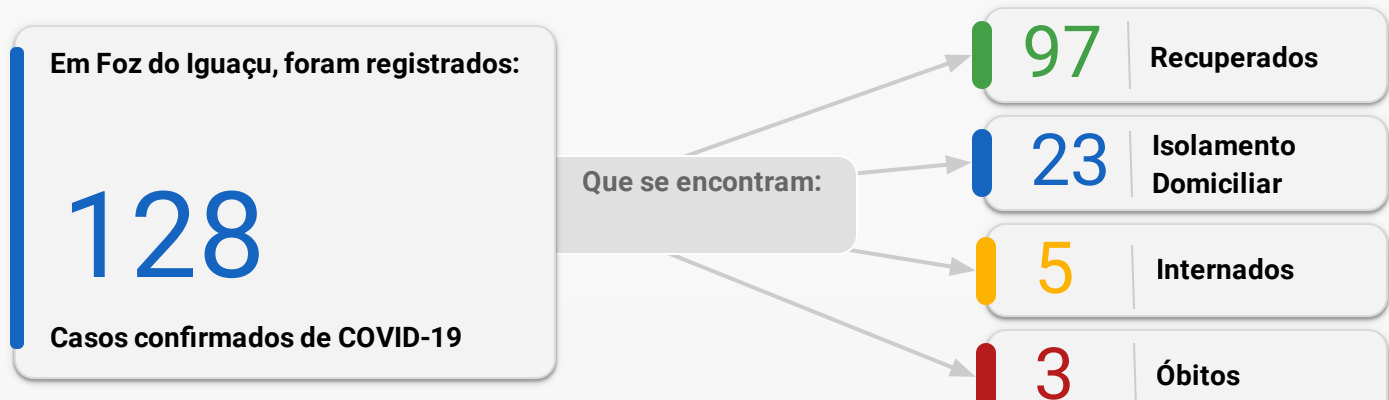 Em Foz do Iguaçu, foram registrados:
128
Casos confirmados de COVID-19
Que se encontram:
97 Recuperados
23 Isolamento
Domiciliar
5 Internados
3 Óbitos